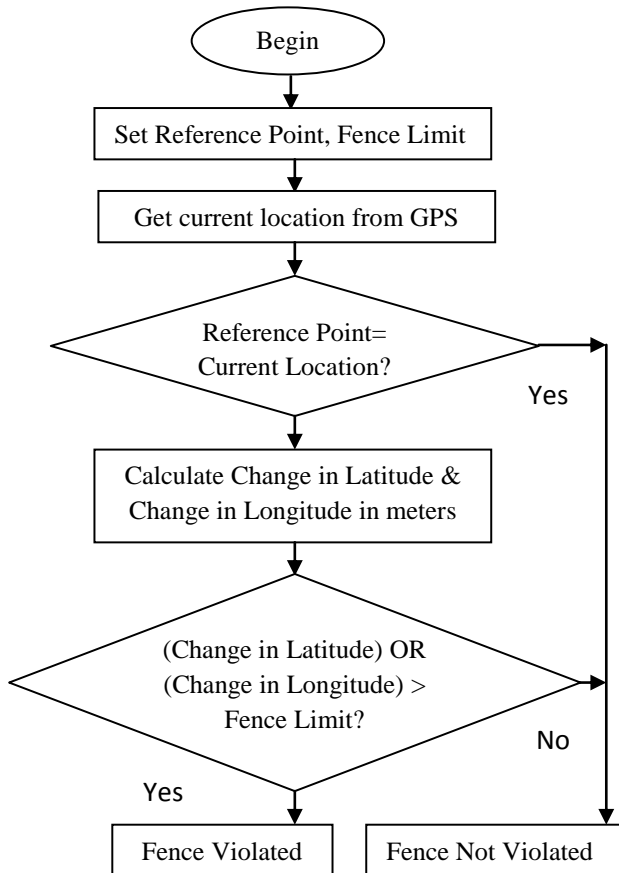 Begin
Set Reference Point, Fence Limit
Get current location from GPS
Reference Point=
Current Location?
Yes
Calculate Change in Latitude &
Change in Longitude in meters
(Change in Latitude) OR
(Change in Longitude) >
Fence Limit?
No
Yes
Fence Violated
Fence Not Violated